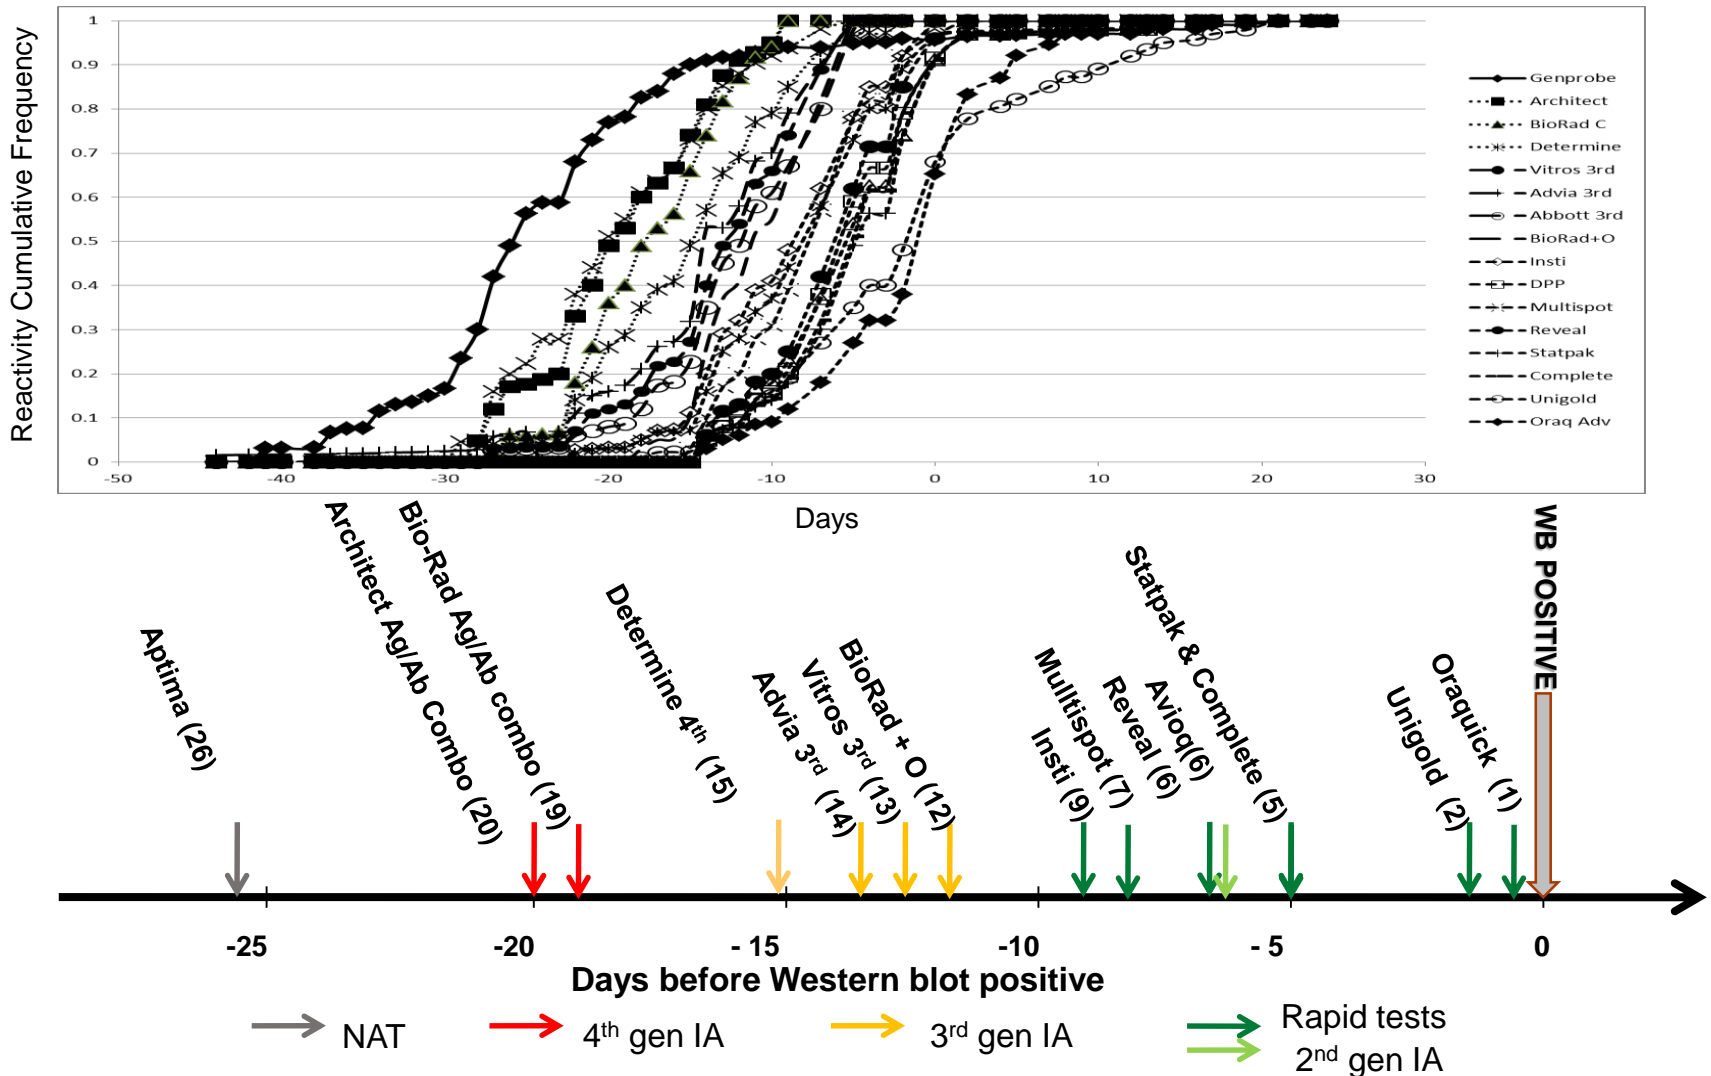 Reactivity Cumulative Frequency
1
0.9
0.8
0.7
0.6
0.5
0.4
0.3
0.2
0.1
0
-50
-40
-30
-20
-10
0
10
20
30
Days
Genprobe
Architect
BioRad C
Determine
Vitros 3rd
Advia 3rd
Abbott 3rd
BioRad+O
Insti
DPP
Multispot
Reveal
Statpak
Complete
Unigold
Oraq Adv
Aptima (26)
Architect Ag/Ab Combo (20)
Bio-Rad Ag/Ab combo (19)
Determine 4th (15)
Advia 3rd (14)
Vitros 3rd (13)
BioRad + O (12)
Insti (9)
Mulltispot (7)
Reveal (6)
Avioq(6)
Statpak & Complete (5)
Unigold (2)
Oraquick (1)
WB POSITIVE
-25
-20
- 15
-10
- 5
0
Days before Western blot positive
NAT
4th gen IA
3rd gen IA
Rapid tests
2nd gen IA